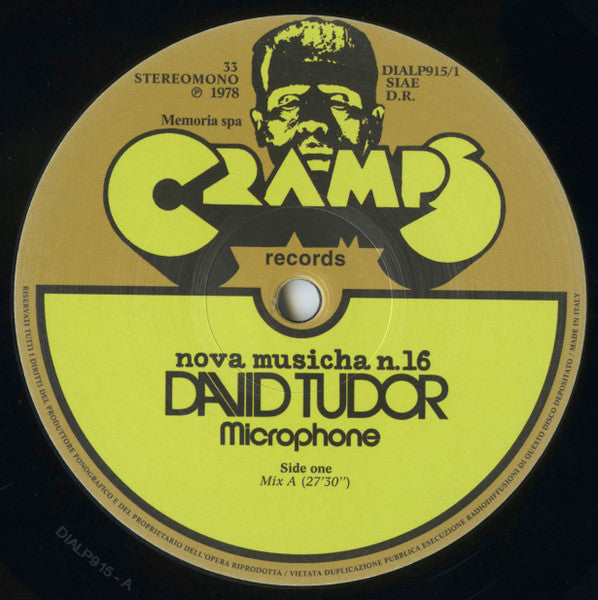 33
STEREOMONO
℗ 1978
Memoria spa
DIALP915/1
SIAE
D.R.
CRAMPS
records
nova musicha n.16
DAVID TUDOR
Microphone
Side one
Mix A (27'30'')
RISERVATI TUTTI I DIRITTI DEL PRODUTTORE FONOGRAFICO E DEL PROPRIETARIO DELL'OPERA RIPRODOTTA / VIETATA DUPLICAZIONE PUBBLICA ESECUZIONE RADIODIFFUSIONI DI QUESTO DISCO DEPOSITATO / MADE IN ITALY
DIALP915 - A